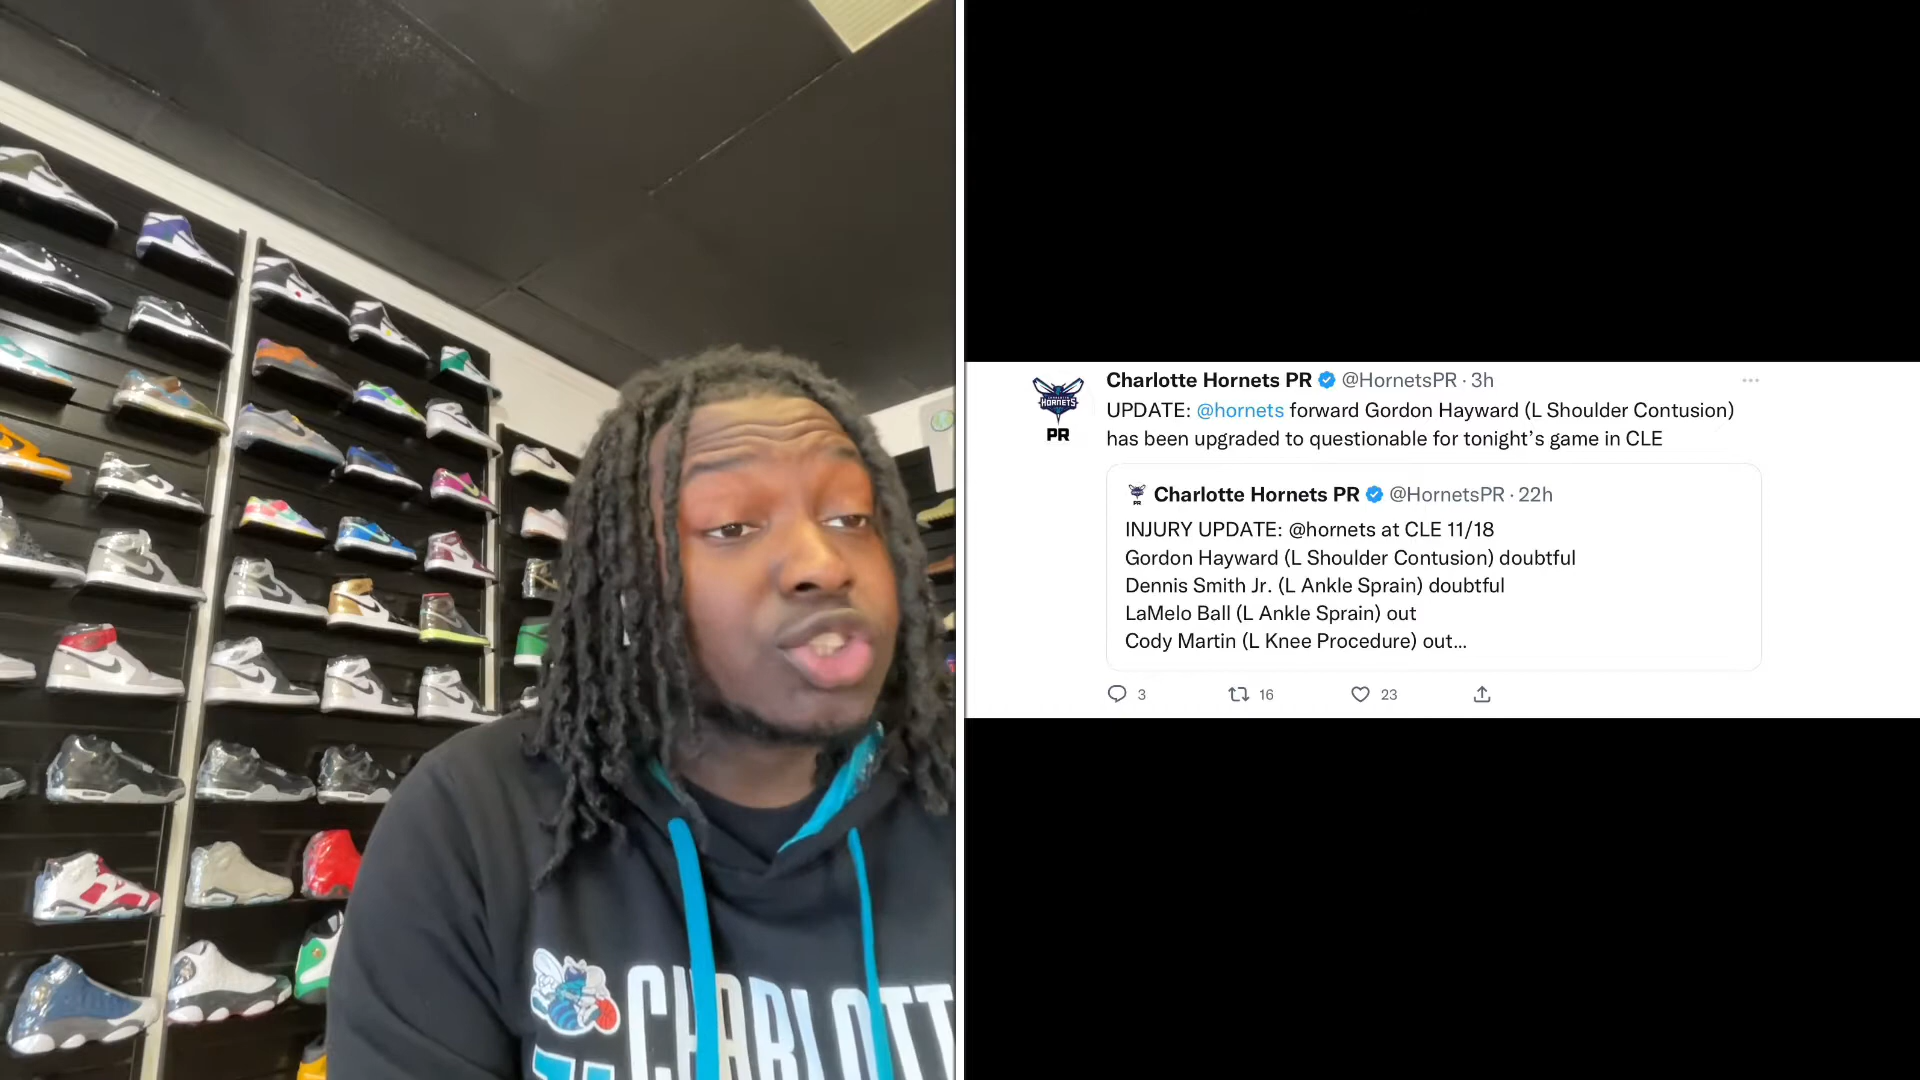 CHARLOTT
Charlotte Hornets PR @HornetsPR · 3h
HORNETS
PR
UPDATE: @hornets forward Gordon Hayward (L Shoulder Contusion)
has been upgraded to questionable for tonight’s game in CLE
Charlotte Hornets PR @HornetsPR · 22h
INJURY UPDATE: @hornets at CLE 11/18
Gordon Hayward (L Shoulder Contusion) doubtful
Dennis Smith Jr. (L Ankle Sprain) doubtful
LaMelo Ball (L Ankle Sprain) out
Cody Martin (L Knee Procedure) out...
3 16 23